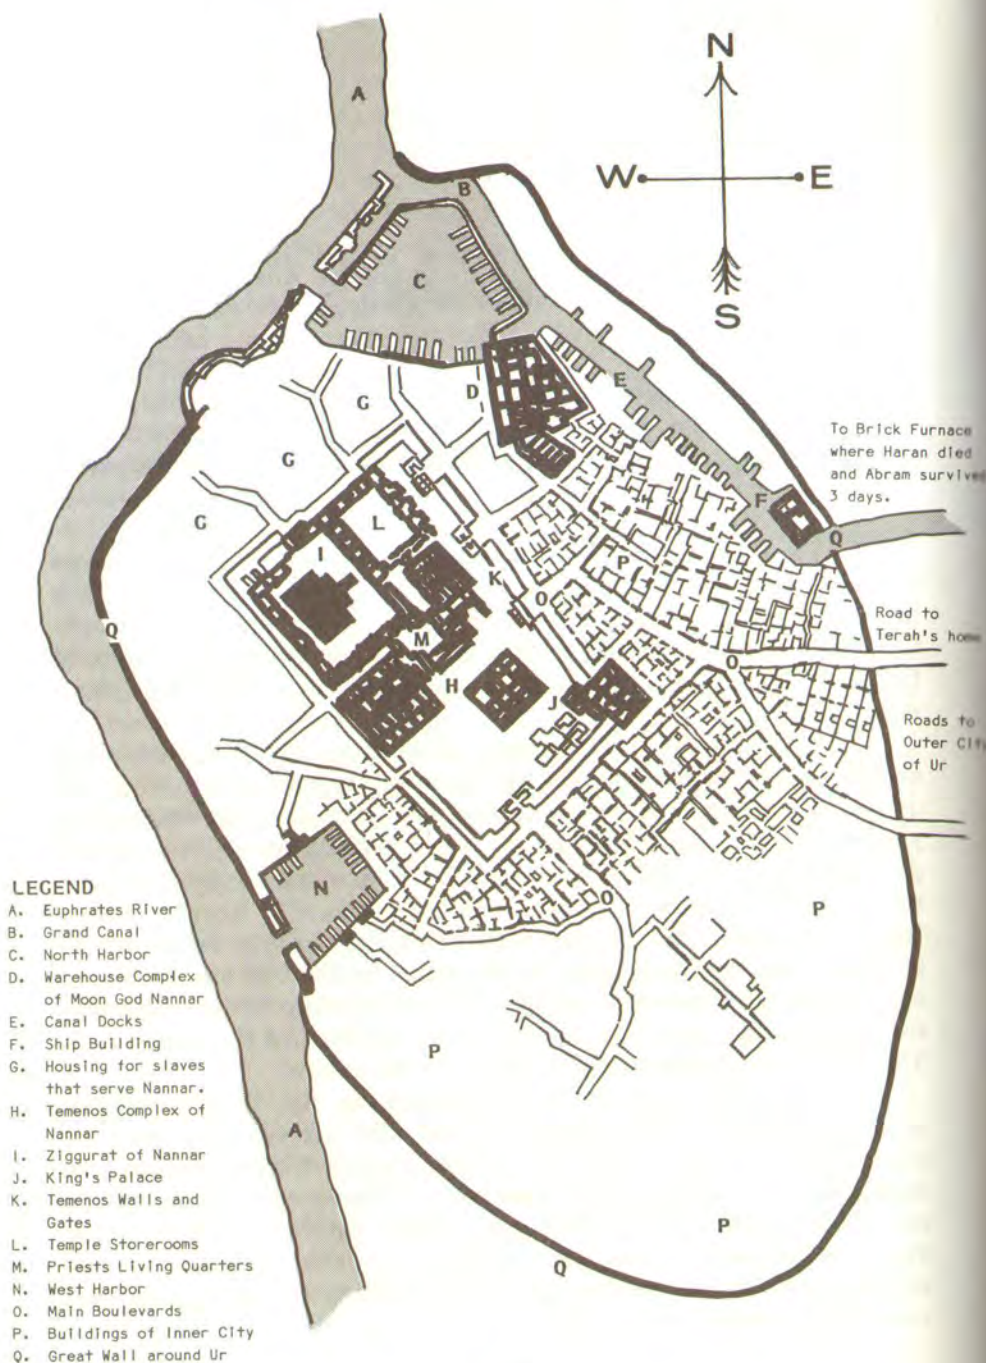 N
W
E
S
A
B
C
D
E
F
G
G
G
To Brick Furnace
where Haran died
and Abram survived
3 days.
Q
L
I
K
P
O
M
H
J
Q
Road to
Terah's home
O
Roads to
Outer City
of Ur
N
O
P
P
A
P
Q
LEGEND
A. Euphrates River
B. Grand Canal
C. North Harbor
D. Warehouse Complex
of Moon God Nannar
E. Canal Docks
F. Ship Building
G. Housing for slaves
that serve Nannar.
H. Temenos Complex of
Nannar
I. Ziggurat of Nannar
J. King's Palace
K. Temenos Walls and
Gates
L. Temple Storerooms
M. Priests Living Quarters
N. West Harbor
O. Main Boulevards
P. Buildings of Inner City
Q. Great Wall around Ur